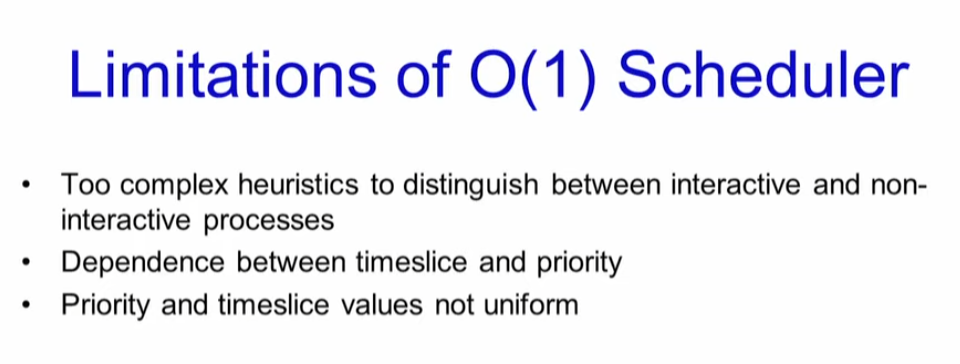 Limitations of O(1) Scheduler
• Too complex heuristics to distinguish between interactive and non-
interactive processes
• Dependence between timeslice and priority
• Priority and timeslice values not uniform